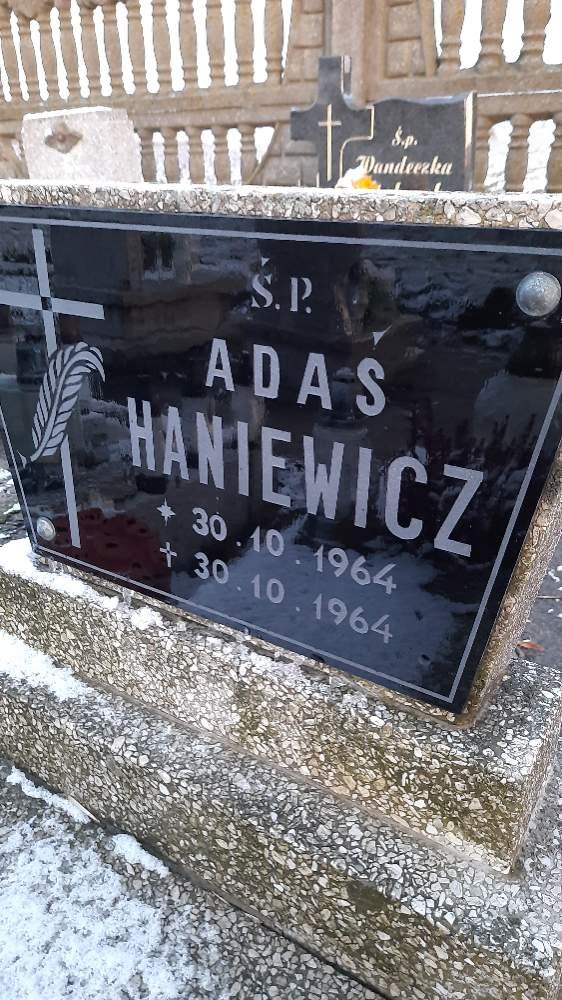 Ś.p.
Wandeczka
Ś.P.
ADAŚ
HANIEWICZ
30.10.1964
30.10.1964